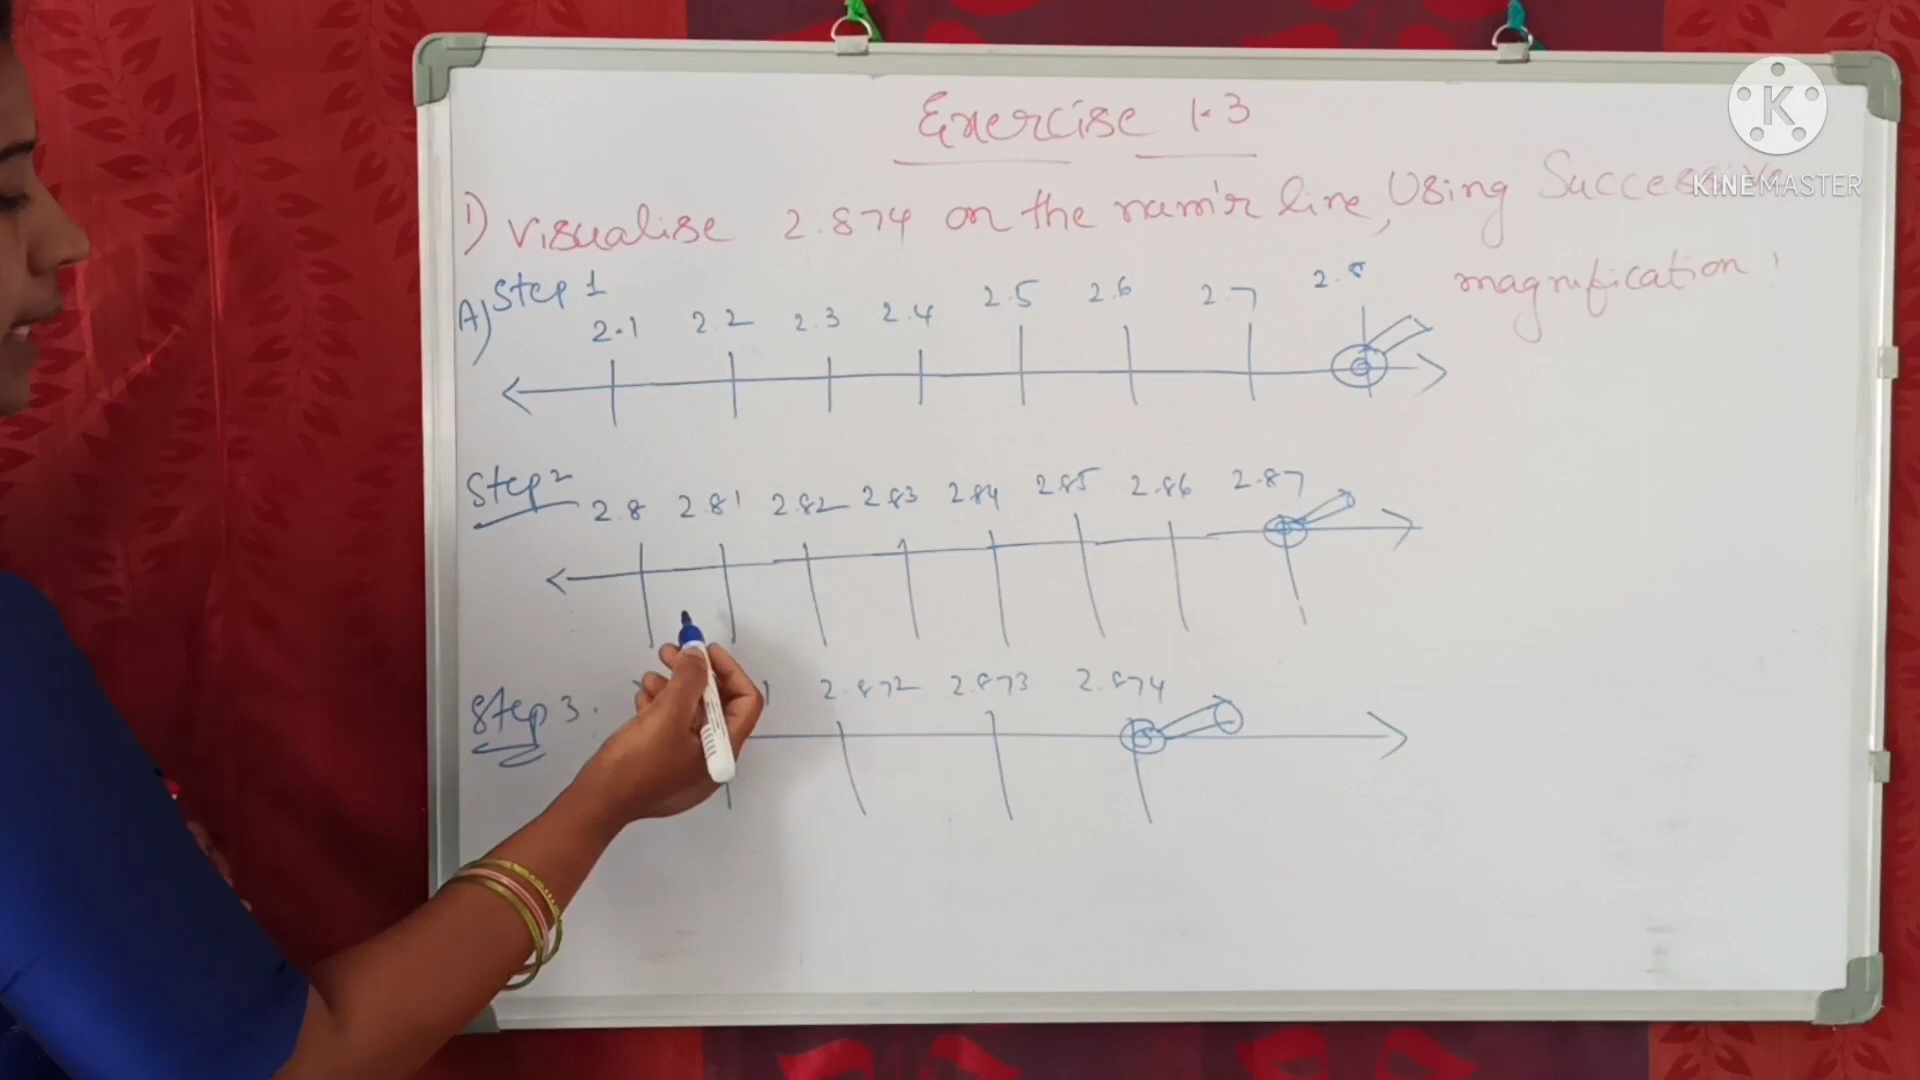 Exercise 1.3
K
KINEMASTER
1) Visualise 2.874 on the line, Using Successive
magnification.
A) Step 1
2.1 2.2 2.3 2.4 2.5 2.6 2.7 2.8
Step 2
2.8 2.81 2.82 2.83 2.84 2.85 2.86 2.87
Step 3.
2.872 2.873 2.874